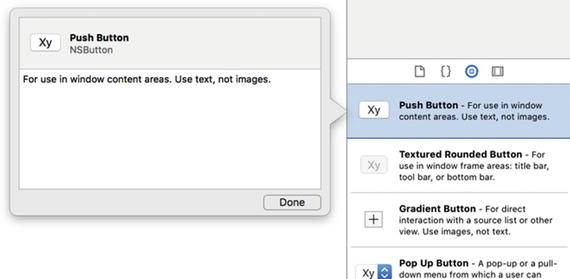 Xy
Push Button
NSButton
For use in window content areas. Use text, not images.
Done
Xy
Push Button - For use in window
content areas. Use text, not images.
Xy
Textured Rounded Button - For
use in window frame areas: title bar,
tool bar, or bottom bar.
Gradient Button - For direct
interaction with a source list or other
view. Use images, not text.
Xy
Pop Up Button - A pop-up or a pull-
down menu from which a user can